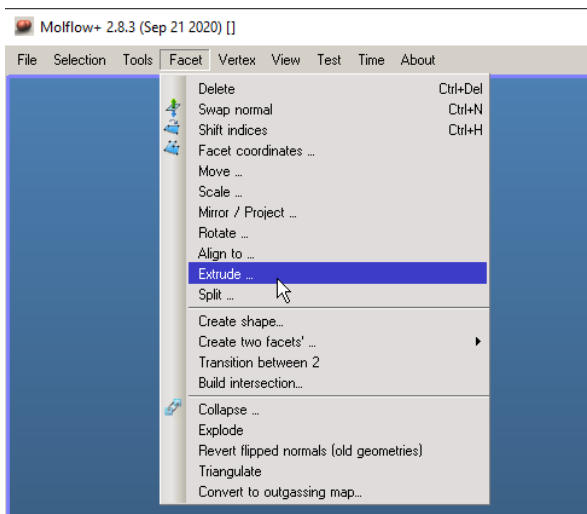 Molflow+ 2.8.3 (Sep 21 2020) []
File Selection Tools Facet Vertex View Test Time About
Delete Ctrl+Del
Swap normal Ctrl+N
Shift indices Ctrl+H
Facet coordinates ...
Move ...
Scale ...
Mirror / Project ...
Rotate ...
Align to ...
Extrude ...
Split ...
Create shape...
Create two facets' ...
Transition between 2
Build intersection...
Collapse ...
Explode
Revert flipped normals (old geometries)
Triangulate
Convert to outgassing map...